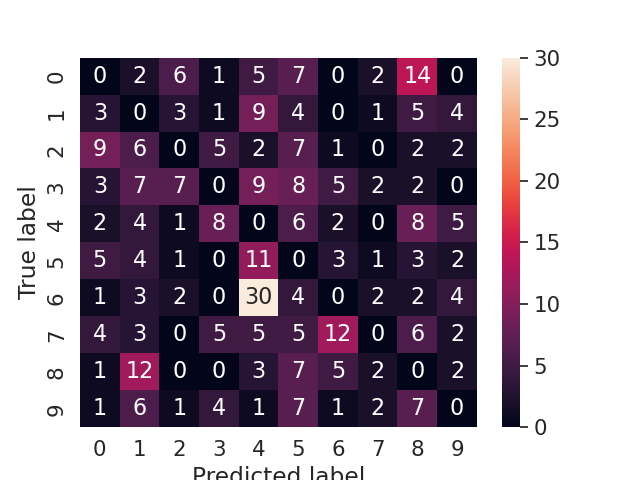 0 0 2 6 1 5 7 0 2 14 0
1 3 0 3 1 9 4 0 1 5 4
2 9 6 0 5 2 7 1 0 2 2
3 3 7 7 0 9 8 5 2 2 0
4 2 4 1 8 0 6 2 0 8 5
5 5 4 1 0 11 0 3 1 3 2
6 1 3 2 0 30 4 0 2 2 4
7 4 3 0 5 5 5 12 0 6 2
8 1 12 0 0 3 7 5 2 0 2
9 1 6 1 4 1 7 1 2 7 0
0 1 2 3 4 5 6 7 8 9
True label
Predicted label
30
25
20
15
10
5
0